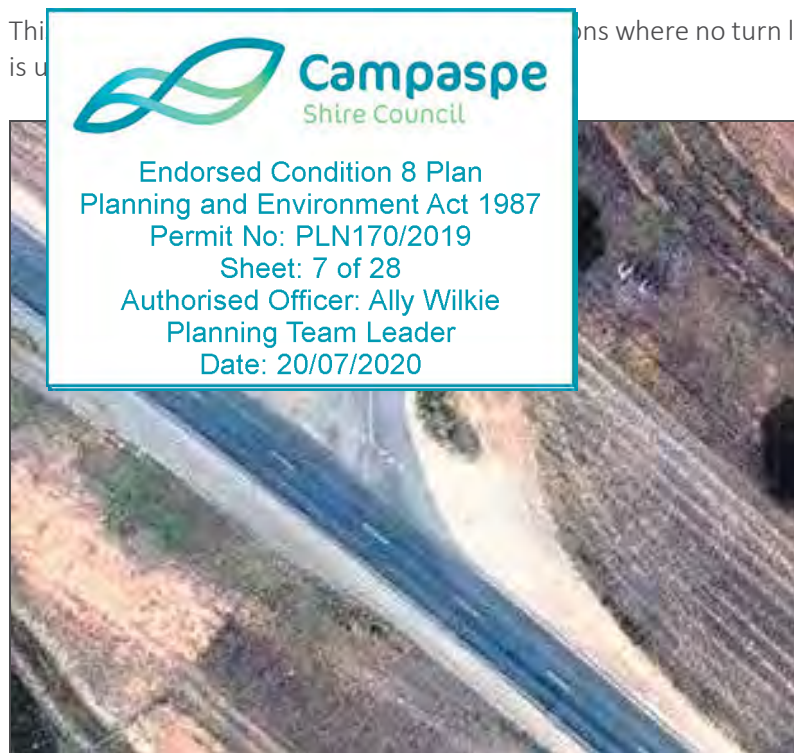 Thi ons where no turn l
is u
Campaspe
Shire Council
Endorsed Condition 8 Plan
Planning and Environment Act 1987
Permit No: PLN170/2019
Sheet: 7 of 28
Authorised Officer: Ally Wilkie
Planning Team Leader
Date: 20/07/2020